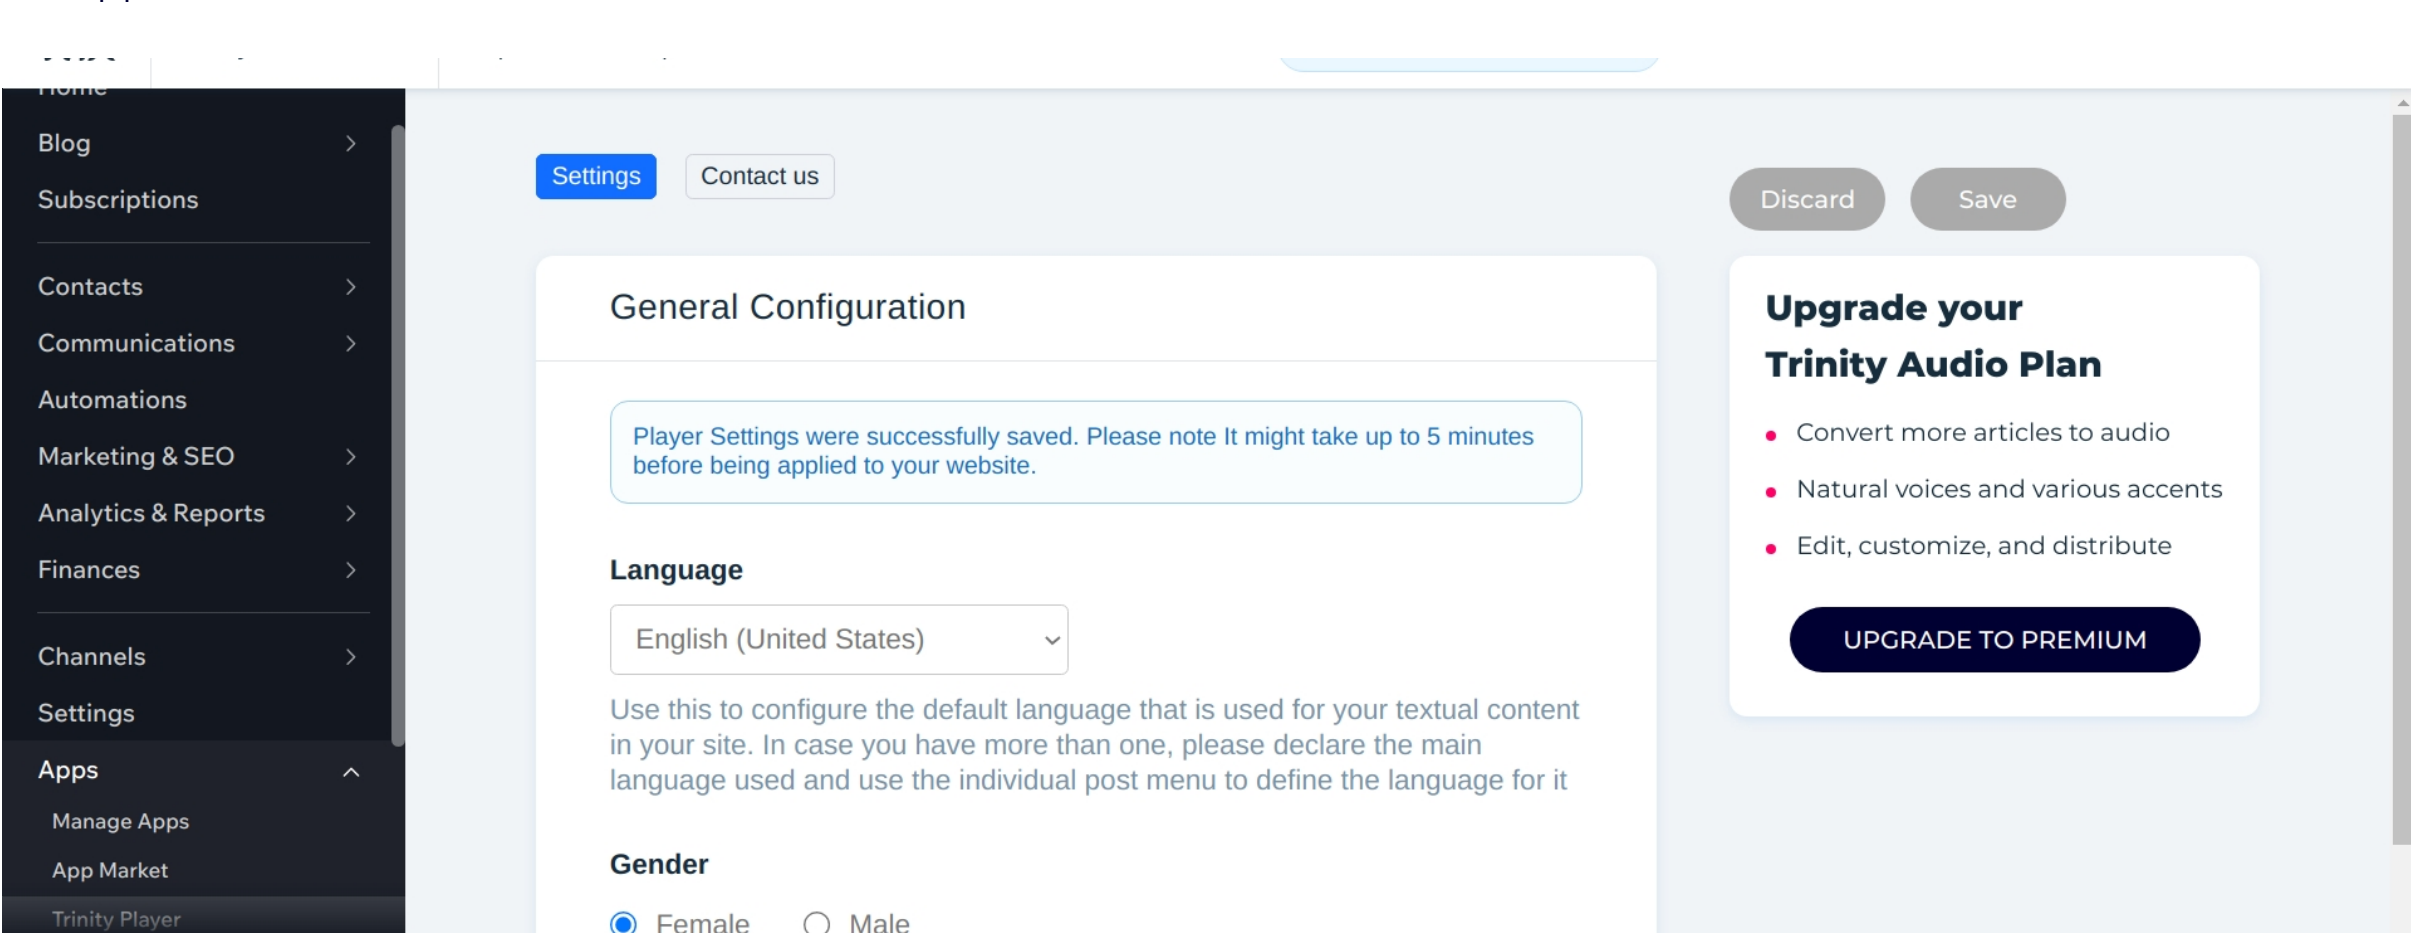 Home
Blog
Subscriptions
Contacts
Communications
Automations
Marketing & SEO
Analytics & Reports
Finances
Channels
Settings
Apps
Manage Apps
App Market
Trinity Player
Settings
Contact us
General Configuration
Player Settings were successfully saved. Please note It might take up to 5 minutes
before being applied to your website.
Language
English (United States)
Use this to configure the default language that is used for your textual content
in your site. In case you have more than one, please declare the main
language used and use the individual post menu to define the language for it
Gender
Female
Male
Discard
Save
Upgrade your
Trinity Audio Plan
Convert more articles to audio
Natural voices and various accents
Edit, customize, and distribute
UPGRADE TO PREMIUM